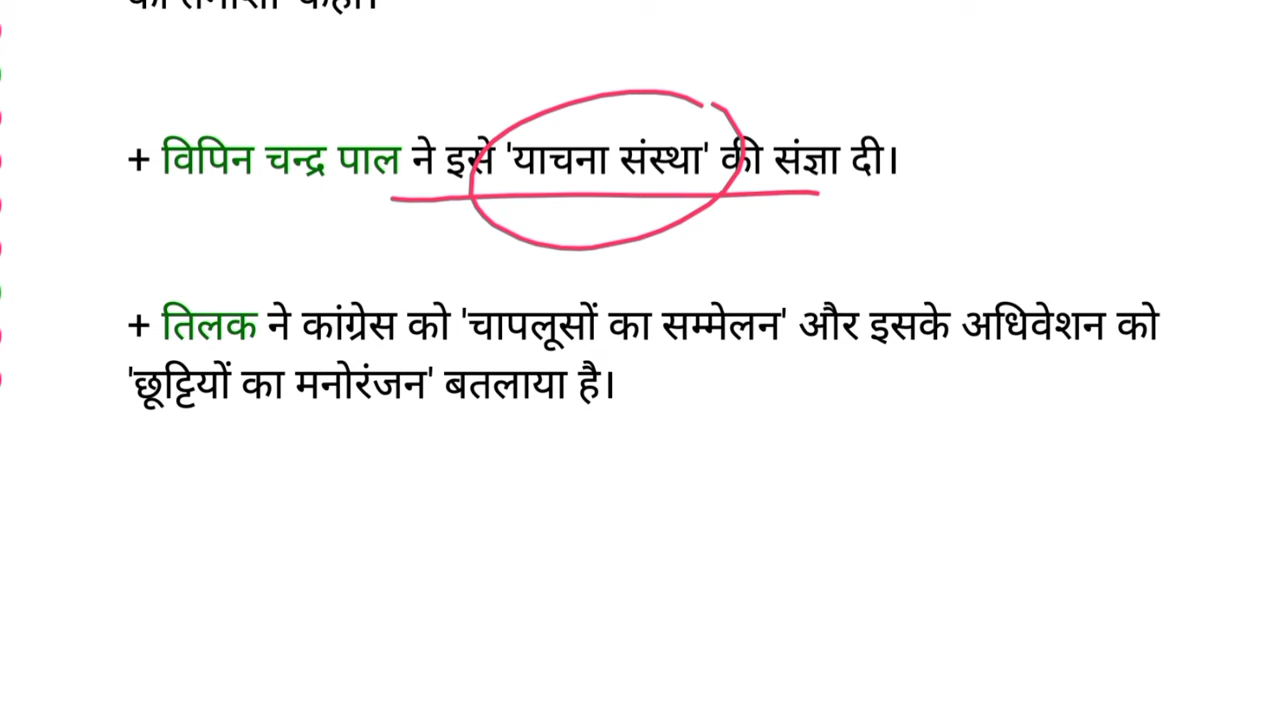 + विपिन चन्द्र पाल ने इसे 'याचना संस्था' की संज्ञा दी।
+ तिलक ने कांग्रेस को 'चापलूसों का सम्मेलन' और इसके अधिवेशन को
'छूट्टियों का मनोरंजन' बतलाया है।